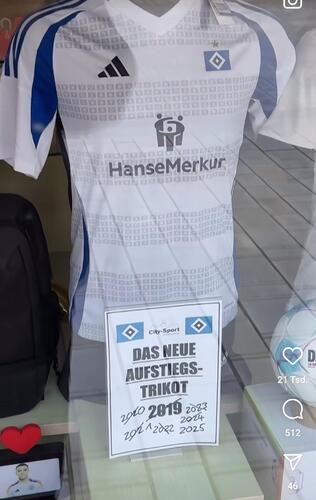 HanseMerkur
City-Sport
DAS NEUE
AUFSTIEGS-
TRIKOT
2020 2019 2023
2024
2021 2022 2025
21 Tsd.
512
46